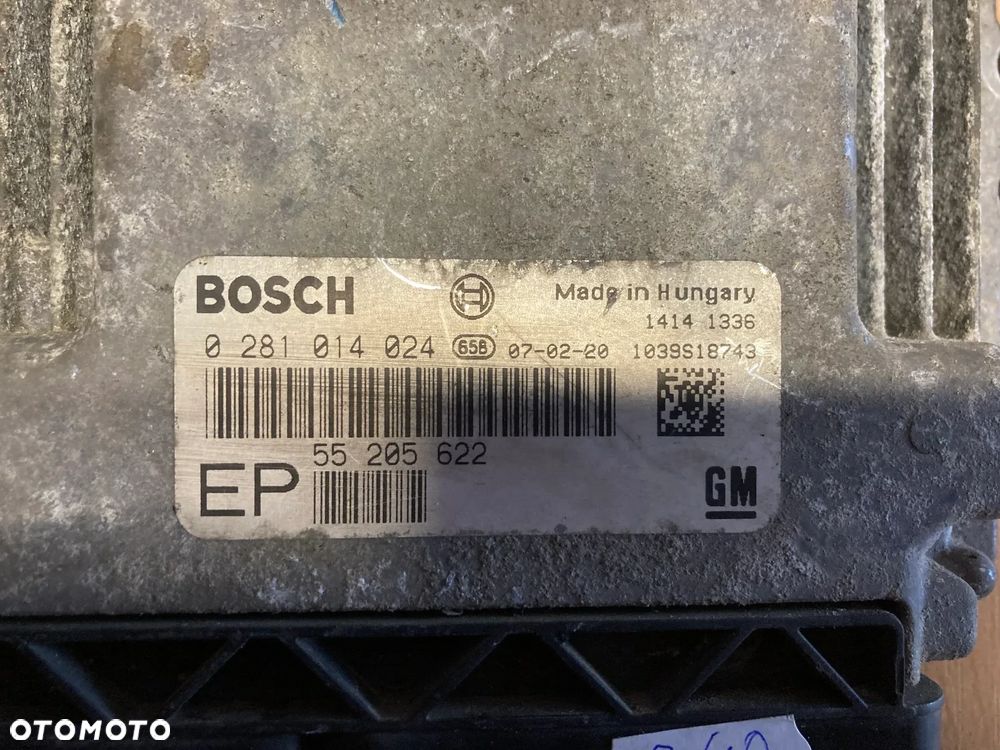 BOSCH
Made in Hungary
1414 1336
0 281 014 024 65B 07-02-20 1039S18743
55 205 622
EP
GM
OTOMOTO